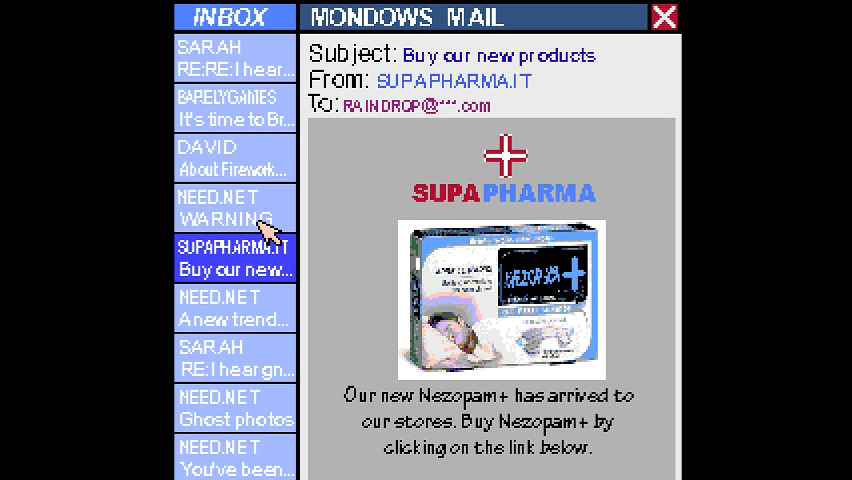 INBOX
MONDOWS MAIL
SARAH
RE:RE:I hear...
BARELYGAMES
It's time to Br...
DAVID
About Firework...
NEED.NET
WARNING
SUPAPHARMA.IT
Buy our new...
NEED.NET
A new trend...
SARAH
RE:I hear gn...
NEED.NET
Ghost photos
NEED.NET
You've been...
Subject: Buy our new products
From: SUPAPHARMA.IT
To: RAINDROP@***.com
SUPAPHARMA
NEZOPAM+
Our new Nezopam+ has arrived to
our stores. Buy Nezopam+ by
clicking on the link below.